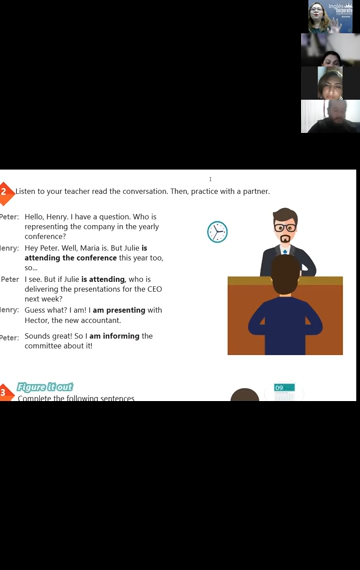 Inglés
2 Listen to your teacher read the conversation. Then, practice with a partner.
Peter: Hello, Henry. I have a question. Who is
representing the company in the yearly
conference?
Henry: Hey Peter. Well, Maria is. But Julie is
attending the conference this year too,
so...
Peter I see. But if Julie is attending, who is
delivering the presentations for the CEO
next week?
Henry: Guess what? I am! I am presenting with
Hector, the new accountant.
Peter: Sounds great! So I am informing the
committee about it!
3 Figure it out
09
Complete the following sentences